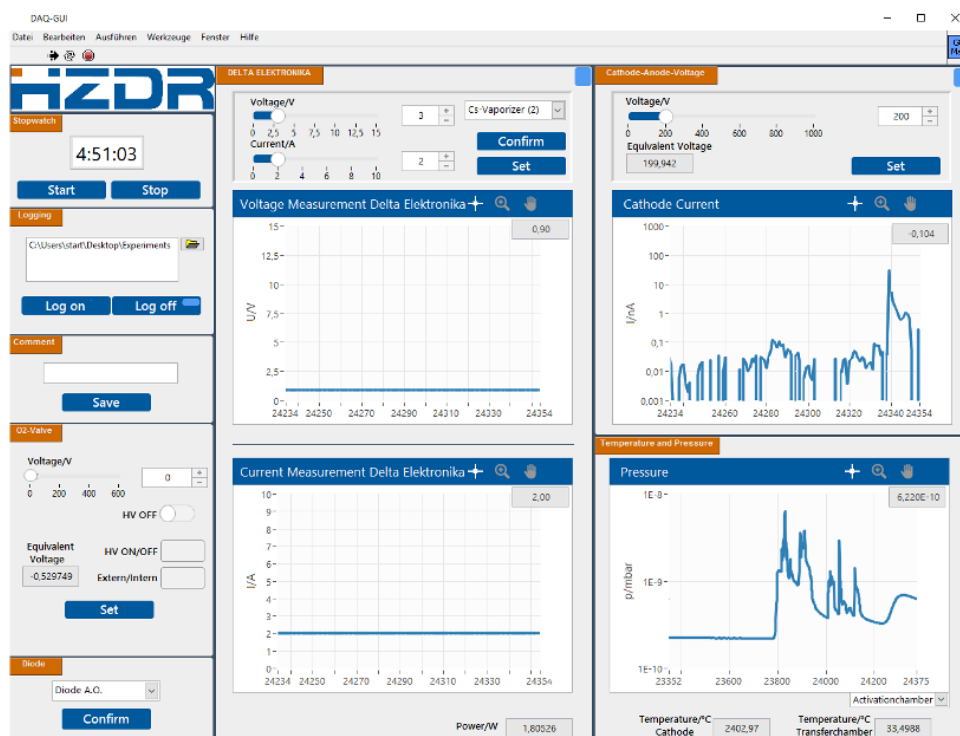 DAQ-GUI
Datei Bearbeiten Ausführen Werkzeuge Fenster Hilfe
HZDR
Stopwatch
4:51:03
Start Stop
Logging
C:\Users\start\Desktop\Experiments
Log on Log off
Comment
Save
O2-Valve
Voltage/V
0
0 200 400 600
HV OFF
Equivalent
Voltage
HV ON/OFF
-0,529749
Extern/Intern
Set
Diode
Diode A.O.
Confirm
DELTA ELEKTRONIKA
Voltage/V
3
Cs-Vaporizer (2)
0 2,5 5 7,5 10 12,5 15
Confirm
Current/A
2
Set
0 2 4 6 8 10
Voltage Measurement Delta Elektronika
0,90
15
12,5
10
U/V
7,5
5
2,5
0
24234 24250 24270 24290 24310 24330 24354
Current Measurement Delta Elektronika
2,00
10
9
8
7
6
I/A
5
4
3
2
1
0
24234 24250 24270 24290 24310 24330 24354
Power/W 1,80526
Cathode-Anode-Voltage
Voltage/V
200
0 200 400 600 800 1000
Equivalent Voltage
199,942
Set
Cathode Current
-0,104
1000
100
10
I/nA
1
0,1
0,01
0,001
24234 24260 24280 24300 24320 24340 24354
Temperature and Pressure
Pressure
6,220E-10
1E-8
p/mbar
1E-9
1E-10
23352 23600 23800 24000 24200 24375
Activationchamber
Temperature/°C
Cathode
2402,97
Temperature/°C
Transferchamber
33,4988